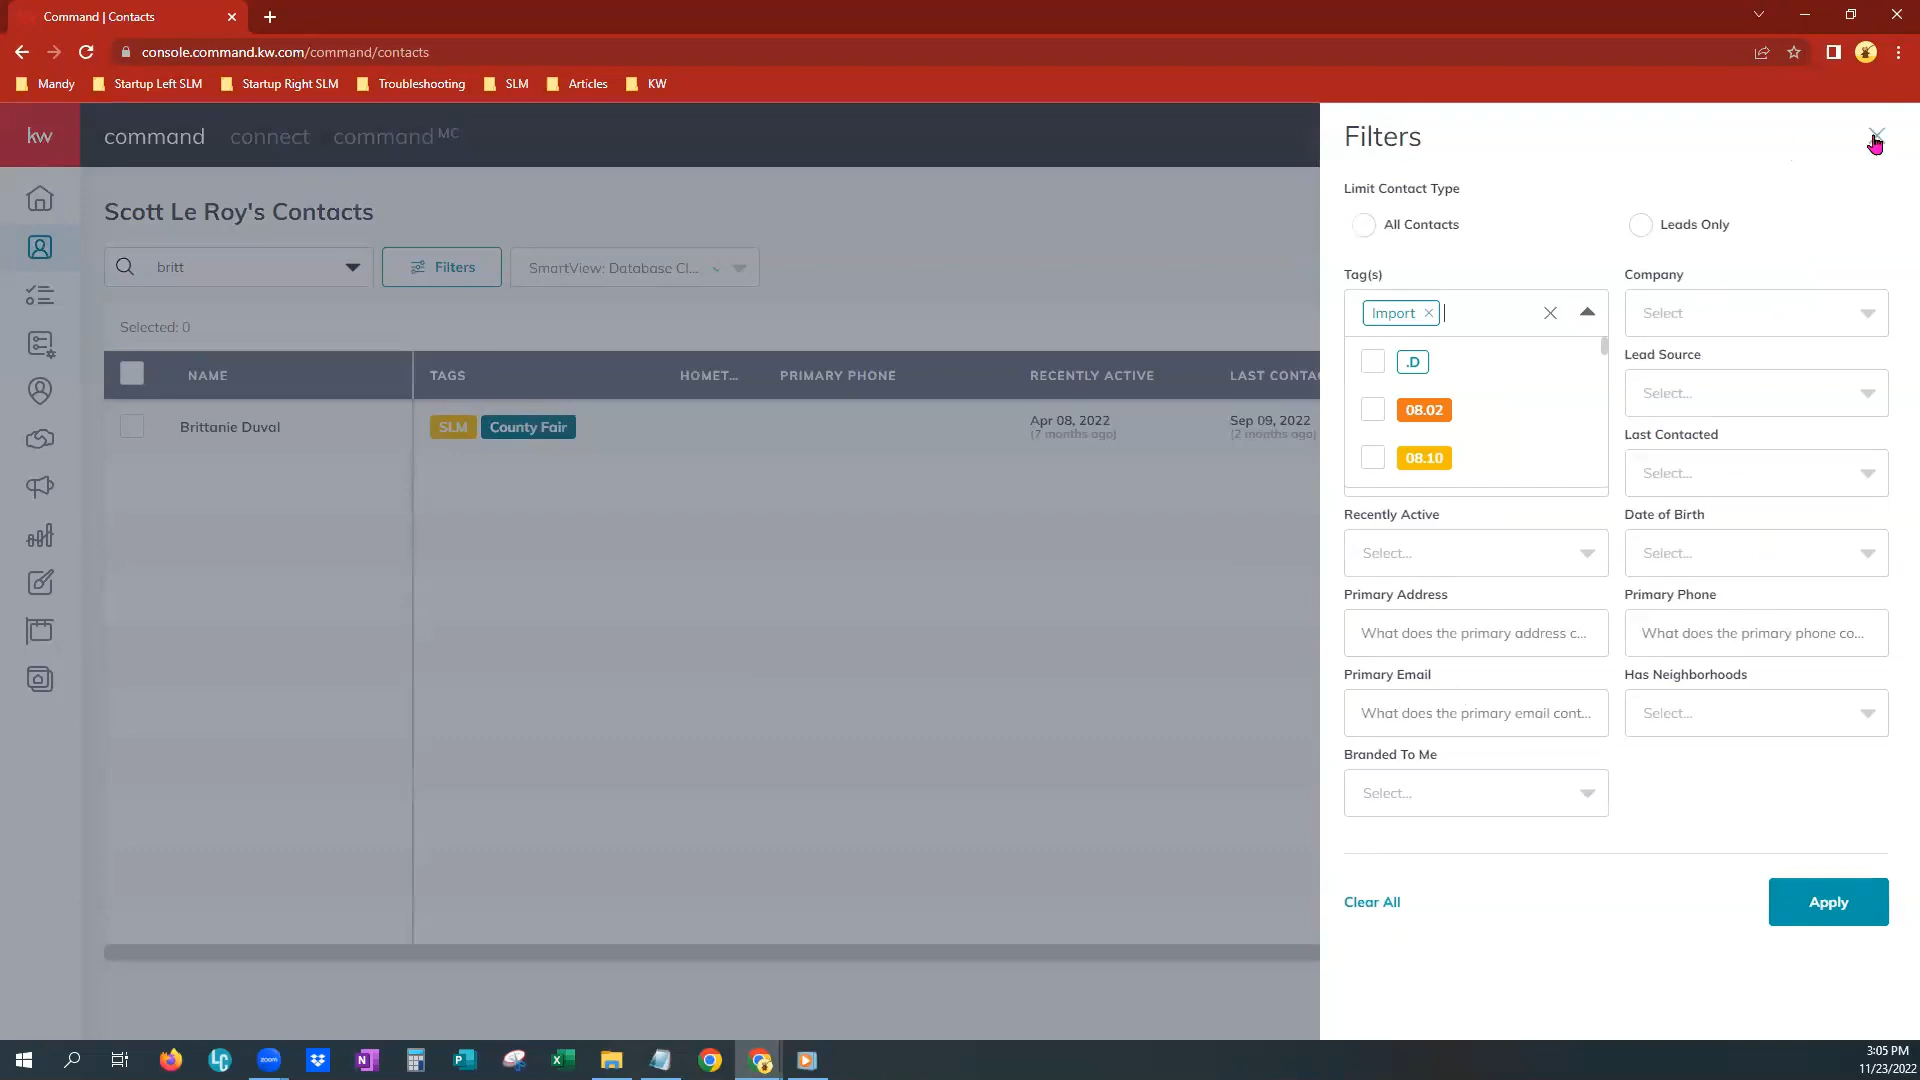 Command | Contacts
console.command.kw.com/command/contacts
Mandy Startup Left SLM Startup Right SLM Troubleshooting SLM Articles KW
kw command connect command MC
Scott Le Roy's Contacts
britt Filters SmartView: Database Cl...
Selected: 0
NAME TAGS HOMET... PRIMARY PHONE RECENTLY ACTIVE LAST CONTA
Brittanie Duval SLM County Fair Apr 08, 2022 Sep 09, 2022
(7 months ago) (2 months ago)
Filters
Limit Contact Type
All Contacts Leads Only
Tag(s) Company
Import Select
.D
08.02
08.10
Lead Source
Select...
Last Contacted
Select...
Recently Active Date of Birth
Select... Select...
Primary Address Primary Phone
What does the primary address c... What does the primary phone co...
Primary Email Has Neighborhoods
What does the primary email cont... Select...
Branded To Me
Select...
Clear All Apply
LC zoom N P X
3:05 PM
11/23/2022